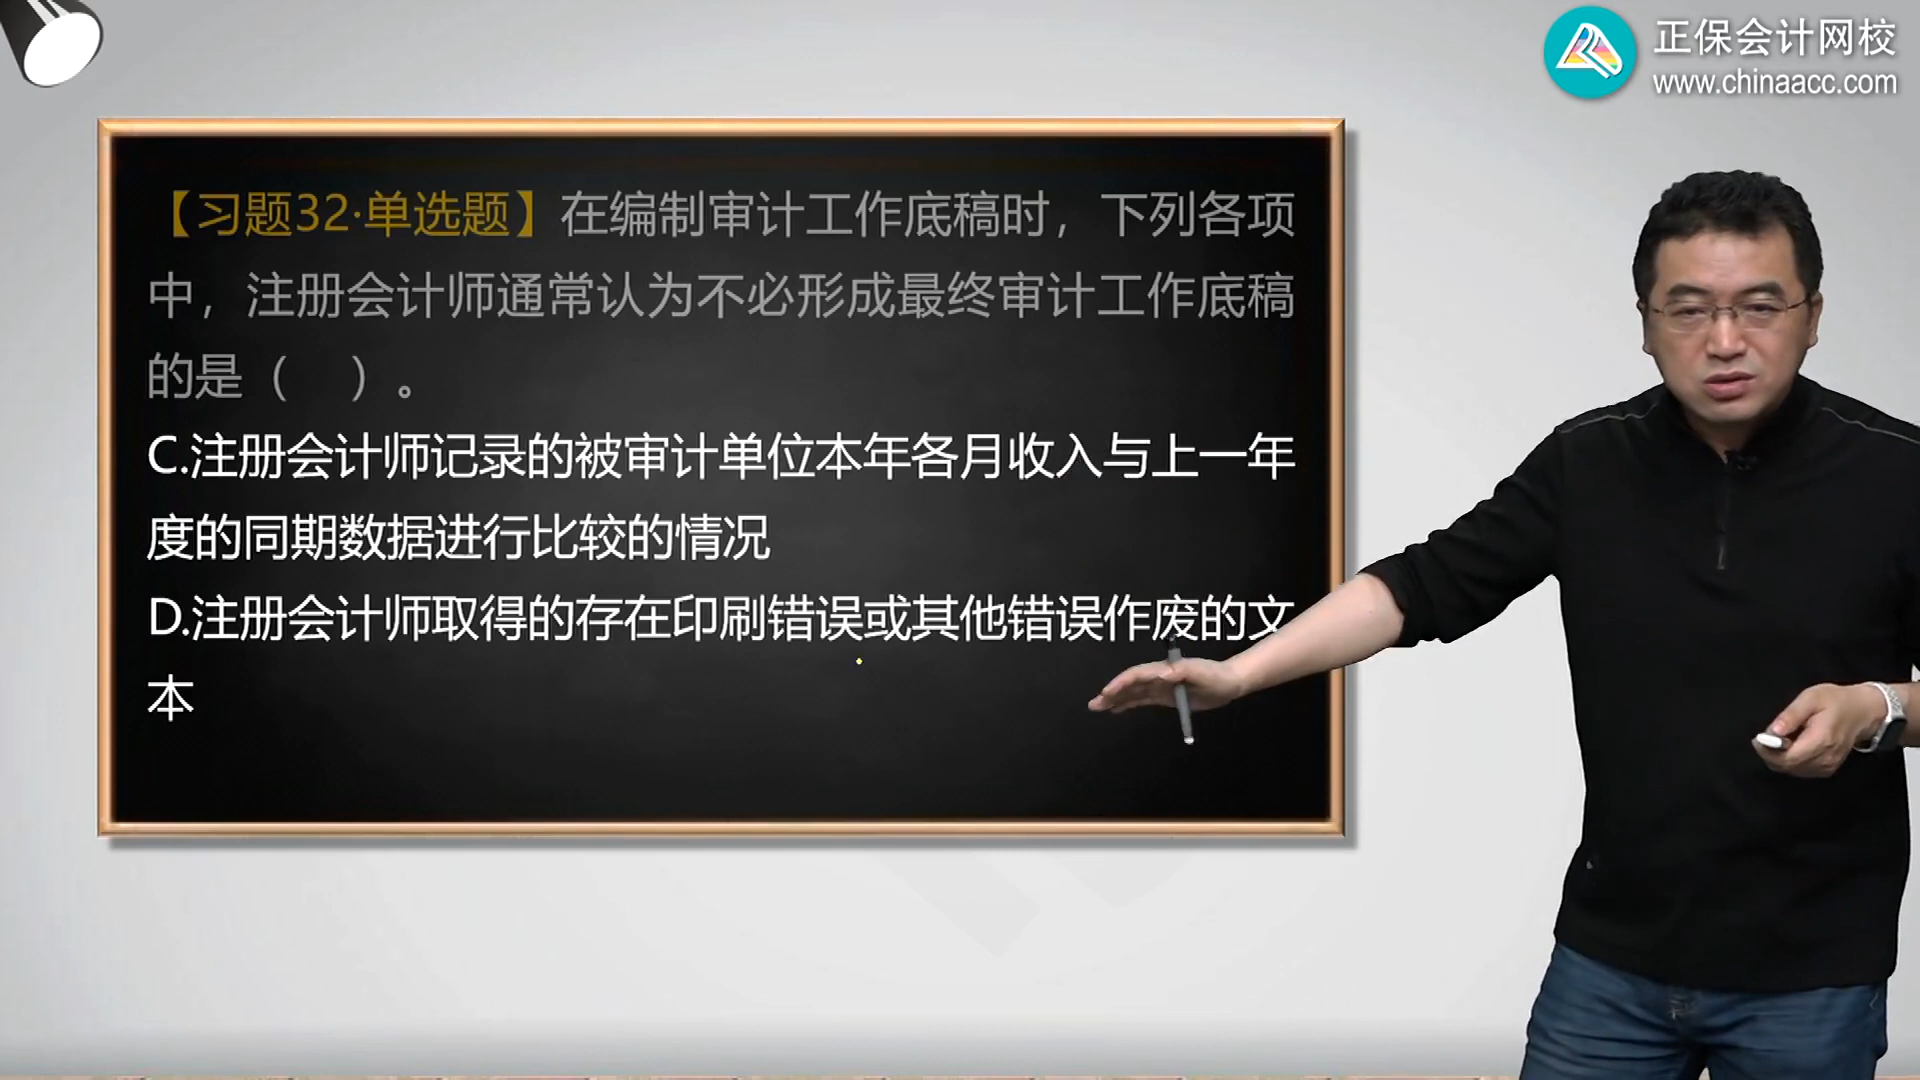 正保会计网校
www.chinaacc.com
【习题32·单选题】在编制审计工作底稿时，下列各项
中，注册会计师通常认为不必形成最终审计工作底稿
的是（　）。
C.注册会计师记录的被审计单位本年各月收入与上一年
度的同期数据进行比较的情况
D.注册会计师取得的存在印刷错误或其他错误作废的文
本